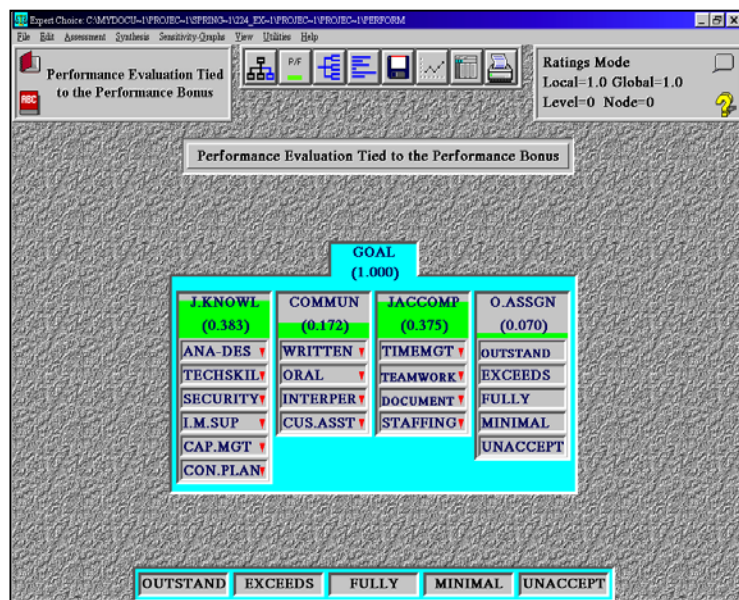 Expert Choice: C:\MYDOCU~1\PROJEC~1\SPRING~1\224_EX~1\PROJEC~1\PROJEC~1\PERFORM
File Edit Assessment Synthesis Sensitivity-Graphs View Utilities Help
Performance Evaluation Tied
to the Performance Bonus
ABC
P/F
Ratings Mode
Local=1.0 Global=1.0
Level=0 Node=0
Performance Evaluation Tied to the Performance Bonus
GOAL
(1.000)
J.KNOWL COMMUN JACCOMP O.ASSGN
(0.383) (0.172) (0.375) (0.070)
ANA-DES WRITTEN TIMEMGT OUTSTAND
TECHSKIL ORAL TEAMWORK EXCEEDS
SECURITY INTERPER DOCUMENT FULLY
I.M.SUP CUS.ASST STAFFING MINIMAL
CAP.MGT UNACCEPT
CON.PLAN
OUTSTAND EXCEEDS FULLY MINIMAL UNACCEPT